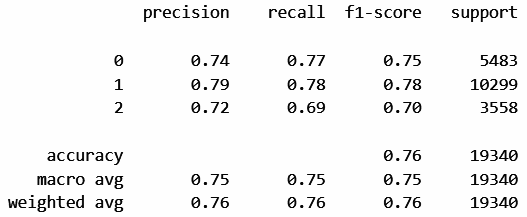 precision recall f1-score support
0 0.74 0.77 0.75 5483
1 0.79 0.78 0.78 10299
2 0.72 0.69 0.70 3558
accuracy 0.76 19340
macro avg 0.75 0.75 0.75 19340
weighted avg 0.76 0.76 0.76 19340